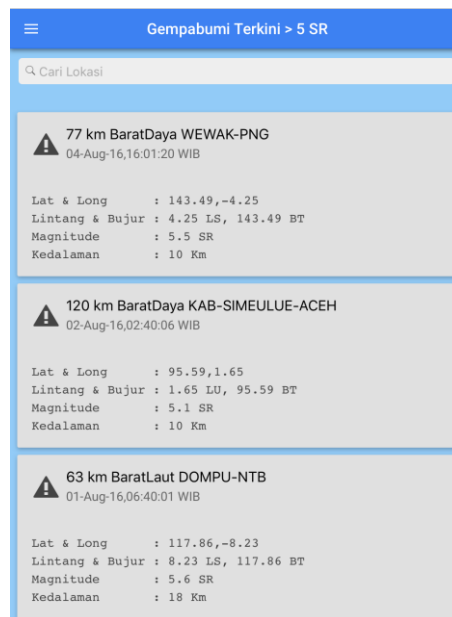 Gempabumi Terkini > 5 SR
Cari Lokasi
77 km BaratDaya WEWAK-PNG
04-Aug-16,16:01:20 WIB
Lat & Long : 143.49,-4.25
Lintang & Bujur : 4.25 LS, 143.49 BT
Magnitude : 5.5 SR
Kedalaman : 10 Km
120 km BaratDaya KAB-SIMEULUE-ACEH
02-Aug-16,02:40:06 WIB
Lat & Long : 95.59,1.65
Lintang & Bujur : 1.65 LU, 95.59 BT
Magnitude : 5.1 SR
Kedalaman : 10 Km
63 km BaratLaut DOMPU-NTB
01-Aug-16,06:40:01 WIB
Lat & Long : 117.86,-8.23
Lintang & Bujur : 8.23 LS, 117.86 BT
Magnitude : 5.6 SR
Kedalaman : 18 Km